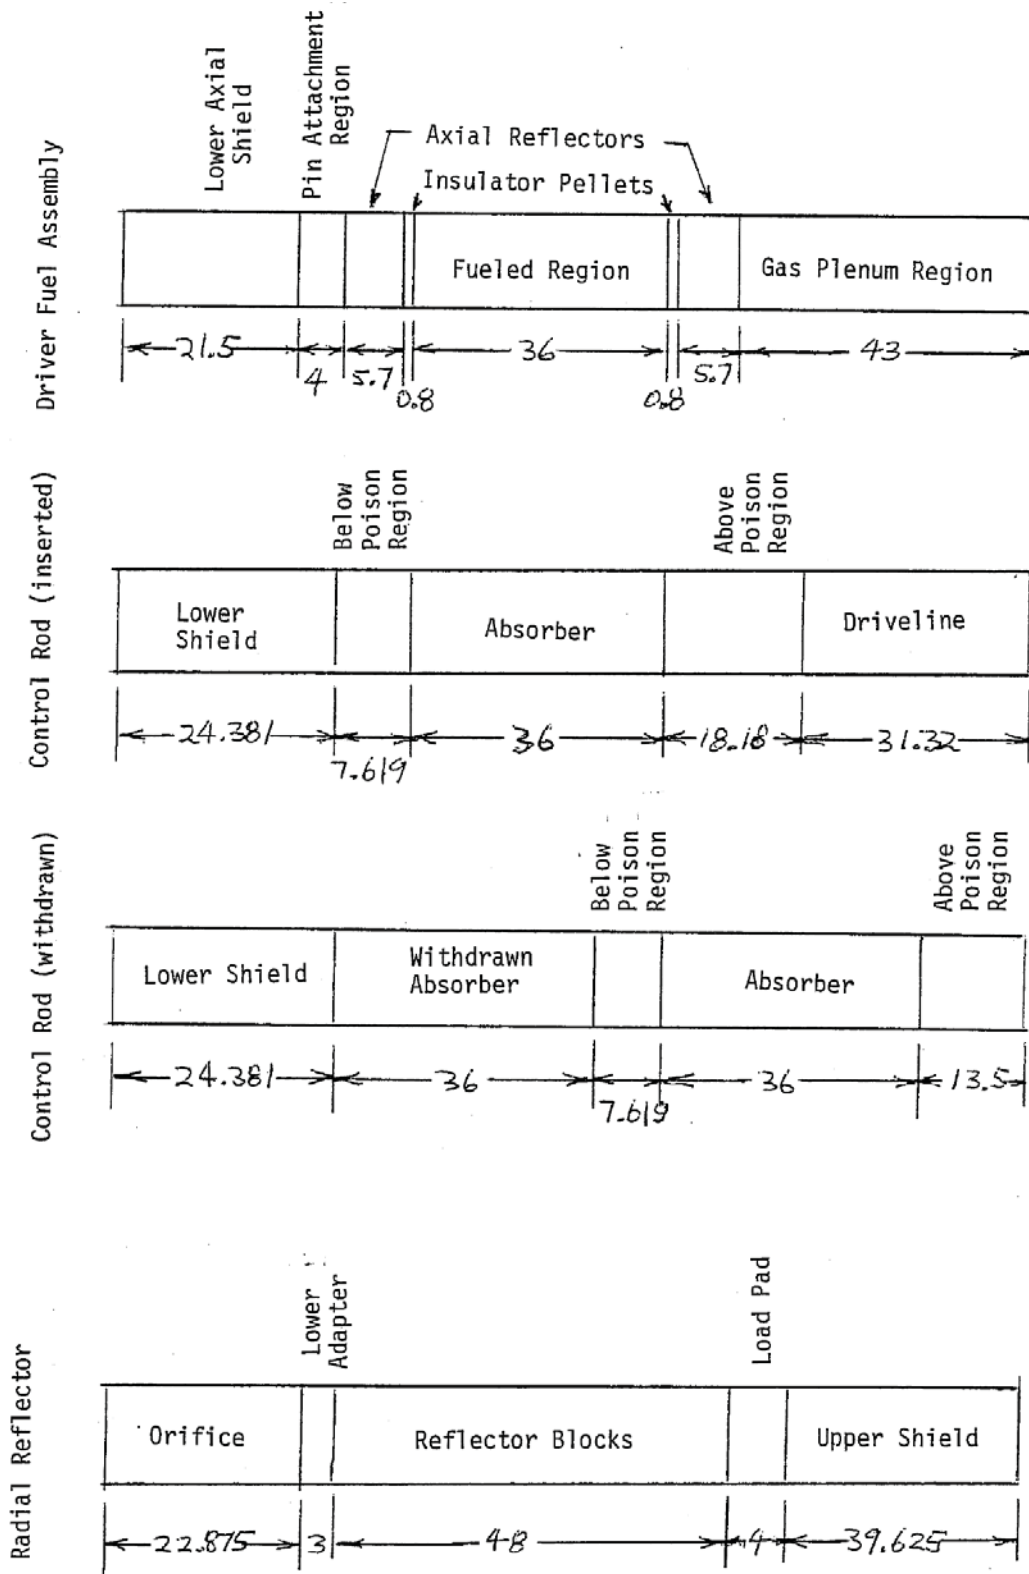 Driver Fuel Assembly
Lower Axial
Shield
Pin Attachment
Region
Axial Reflectors
Insulator Pellets
Fueled Region
Gas Plenum Region
21.5
4
5.7
0.8
36
0.8
5.7
43
Control Rod (inserted)
Below
Poison
Region
Above
Poison
Region
Lower
Shield
Absorber
Driveline
24.381
7.619
36
18.18
31.32
Control Rod (withdrawn)
Below
Poison
Region
Above
Poison
Region
Lower Shield
Withdrawn
Absorber
Absorber
24.381
36
7.619
36
13.5
Radial Reflector
Lower
Adapter
Load Pad
Orifice
Reflector Blocks
Upper Shield
22.875
3
48
4
39.625